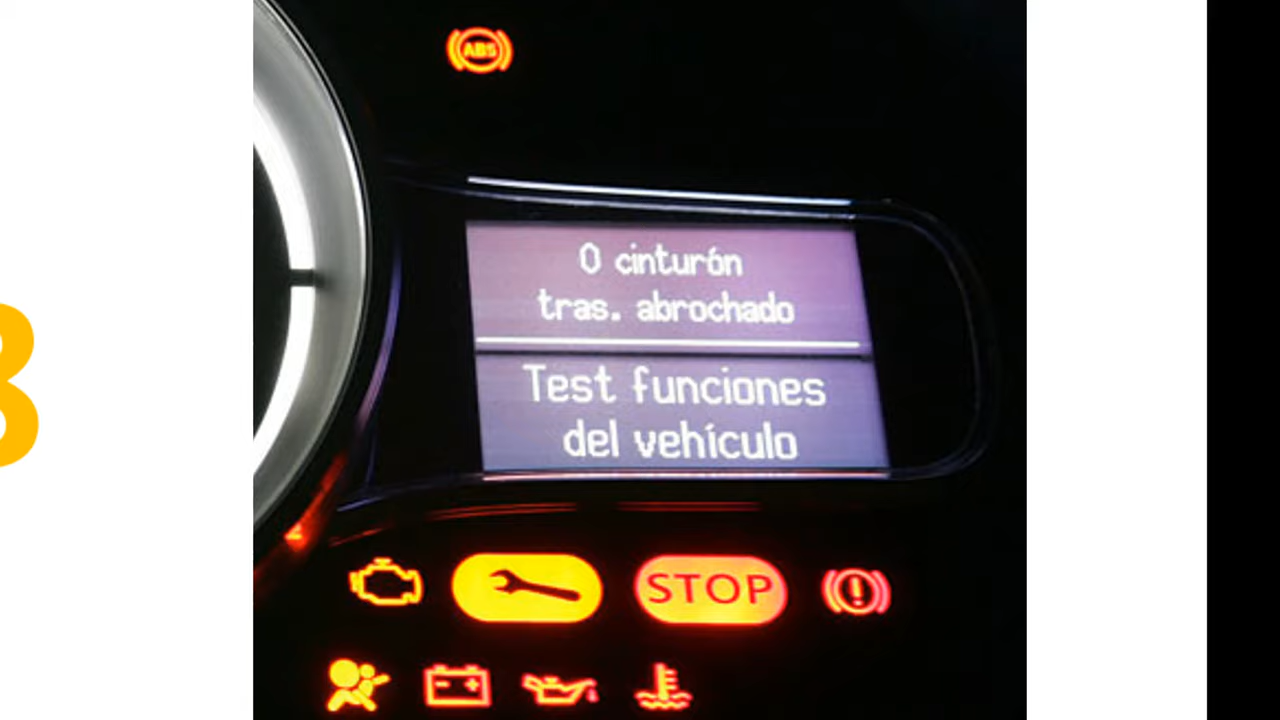 ABS
0 cinturón
tras. abrochado
Test funciones
del vehículo
STOP